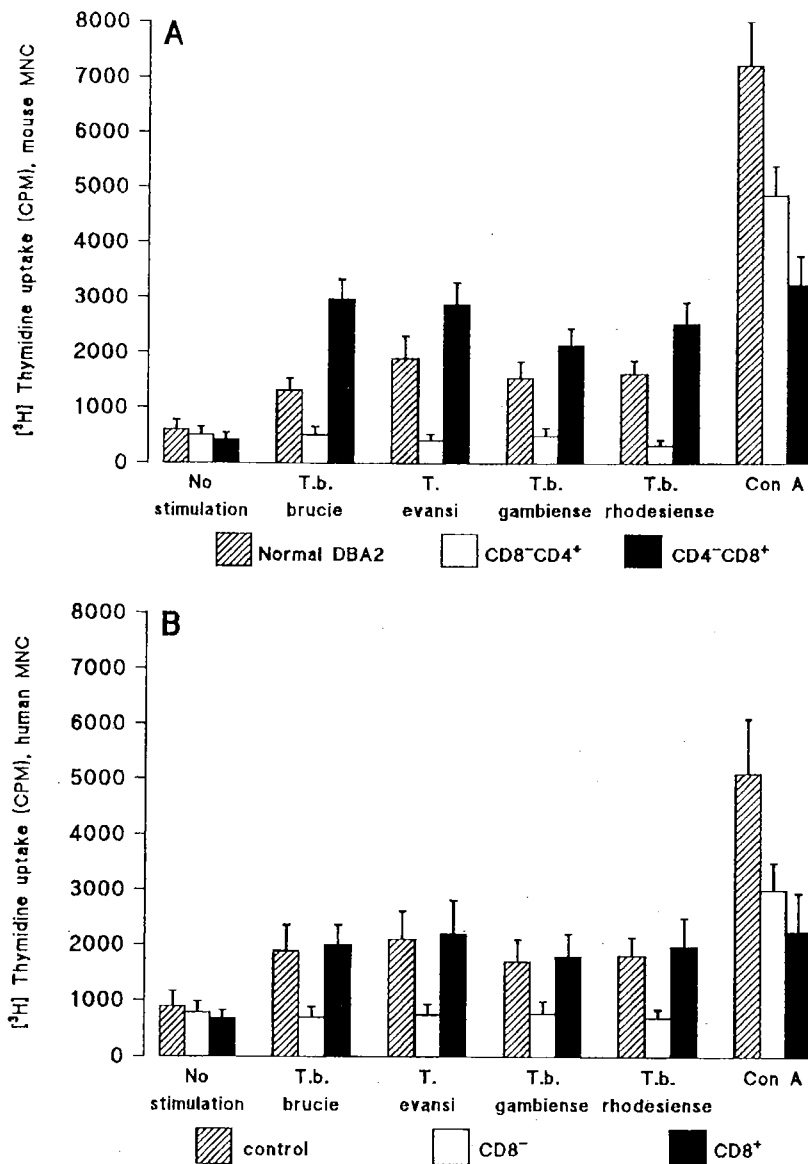 A
[³H] Thymidine uptake (CPM), mouse MNC
8000
7000
6000
5000
4000
3000
2000
1000
0
No stimulation
T.b. brucie
T. evansi
T.b. gambiense
T.b. rhodesiense
Con A
Normal DBA2
CD8⁻CD4⁺
CD4⁻CD8⁺
B
[³H] Thymidine uptake (CPM), human MNC
8000
7000
6000
5000
4000
3000
2000
1000
0
No stimulation
T.b. brucie
T. evansi
T.b. gambiense
T.b. rhodesiense
Con A
control
CD8⁻
CD8⁺